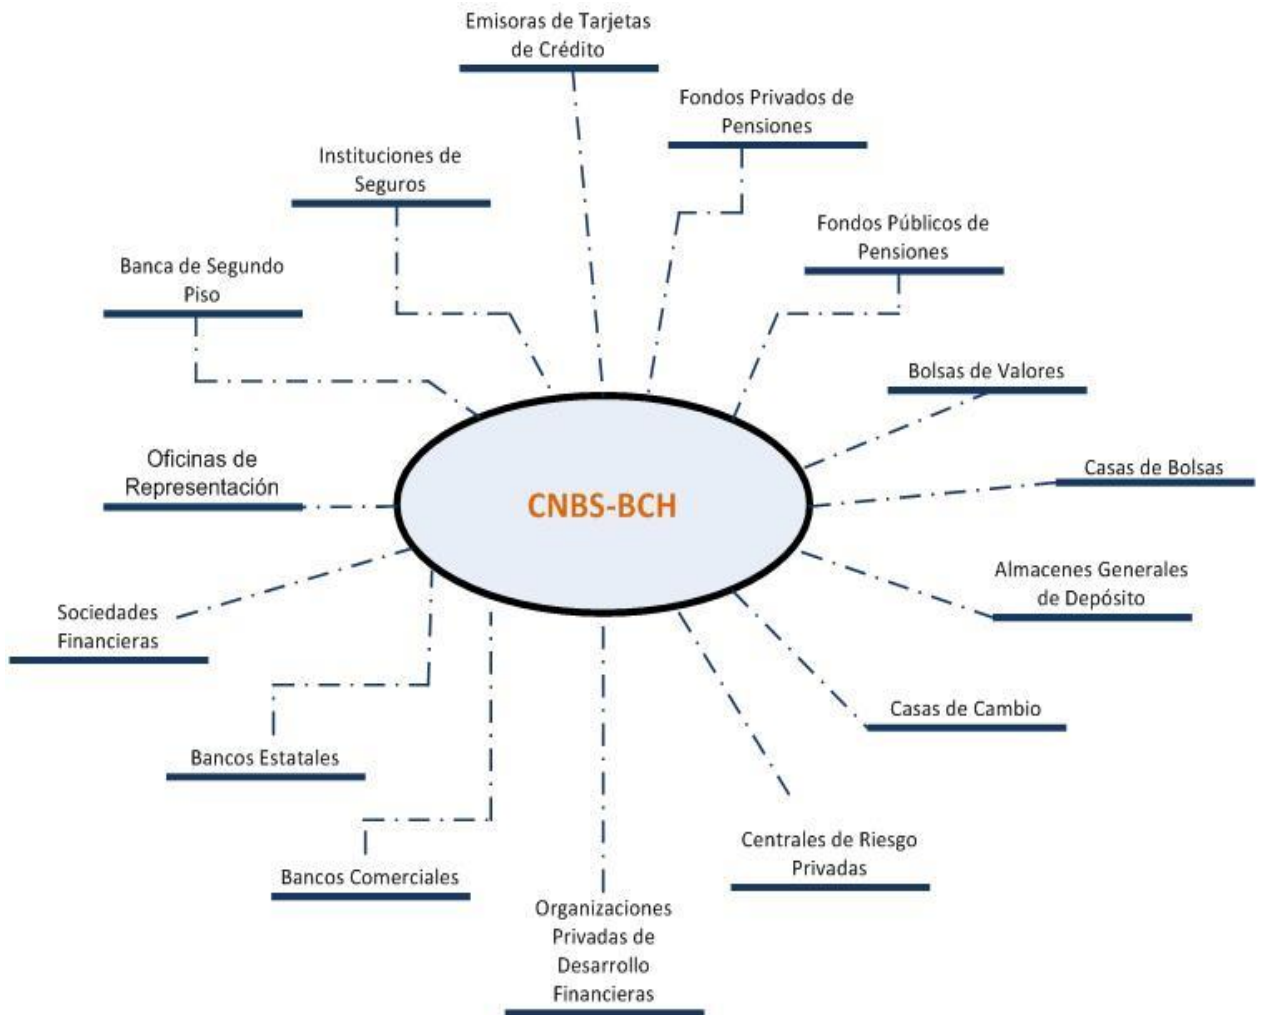 Emisoras de Tarjetas
de Crédito
Fondos Privados de
Pensiones
Instituciones de
Seguros
Fondos Públicos de
Pensiones
Banca de Segundo
Piso
Bolsas de Valores
Oficinas de
Representación
Casas de Bolsas
CNBS-BCH
Almacenes Generales
de Depósito
Sociedades
Financieras
Casas de Cambio
Bancos Estatales
Centrales de Riesgo
Privadas
Bancos Comerciales
Organizaciones
Privadas de
Desarrollo
Financieras